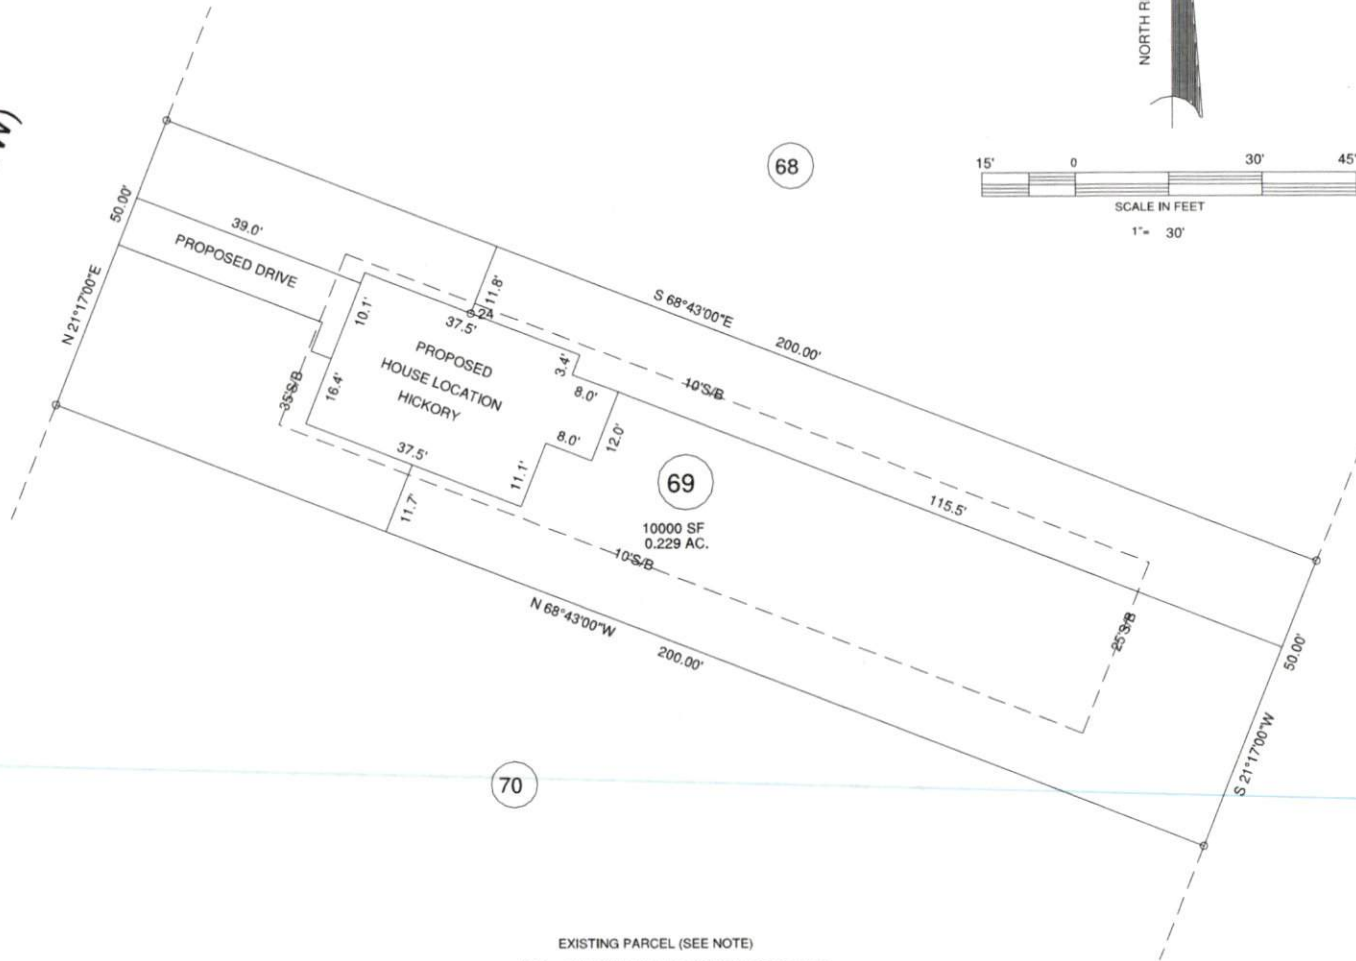 W)
NORTH R
68
15' 0 30' 45'
SCALE IN FEET
1"= 30'
50.00'
N 21°17'00"E
39.0'
PROPOSED DRIVE
11.8'
24
S 68°43'00"E
200.00'
10.1'
37.5'
PROPOSED
HOUSE LOCATION
HICKORY
3.4'
8.0'
35'S/B
16.4'
10'S/B
37.5'
8.0'
12.0'
11.1'
11.7'
69
10000 SF
0.229 AC.
115.5'
10'S/B
25'S/B
N 68°43'00"W
200.00'
50.00'
S 21°17'00"W
70
EXISTING PARCEL (SEE NOTE)